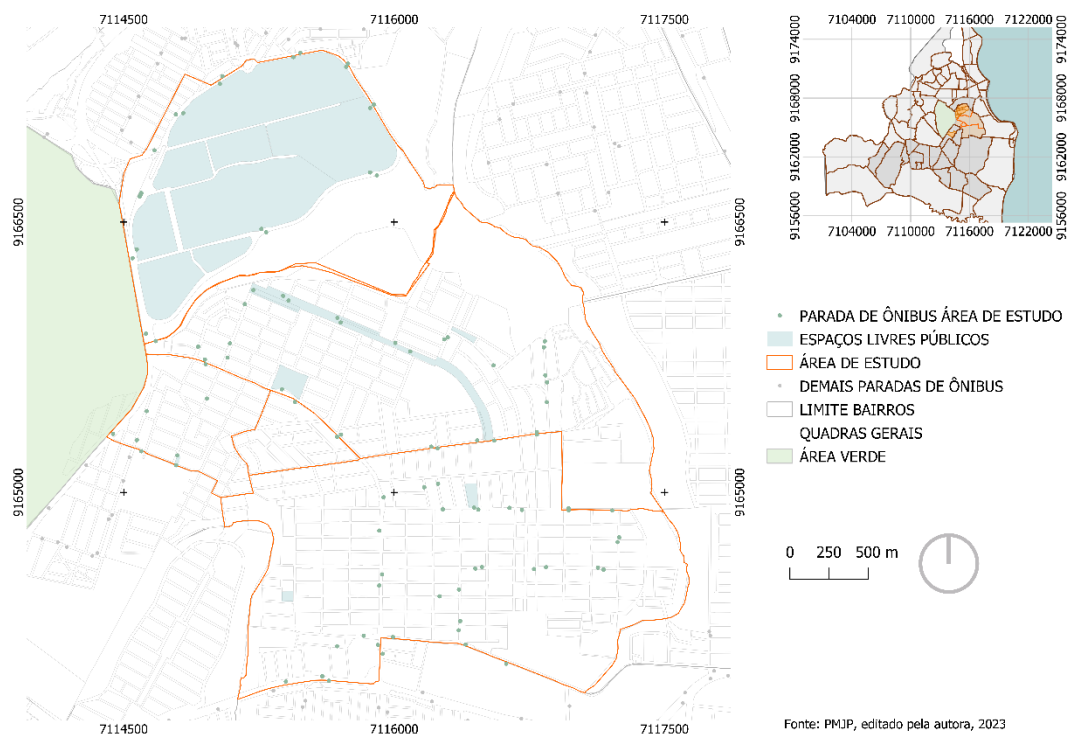 7114500 7116000 7117500
9166500
9165000
9166500
9165000
7114500 7116000 7117500
7104000 7110000 7116000 7122000
9174000
9168000
9162000
9156000
9174000
9168000
9162000
9156000
7104000 7110000 7116000 7122000
PARADA DE ÔNIBUS ÁREA DE ESTUDO
ESPAÇOS LIVRES PÚBLICOS
ÁREA DE ESTUDO
DEMAIS PARADAS DE ÔNIBUS
LIMITE BAIRROS
QUADRAS GERAIS
ÁREA VERDE
0 250 500 m
Fonte: PMJP, editado pela autora, 2023